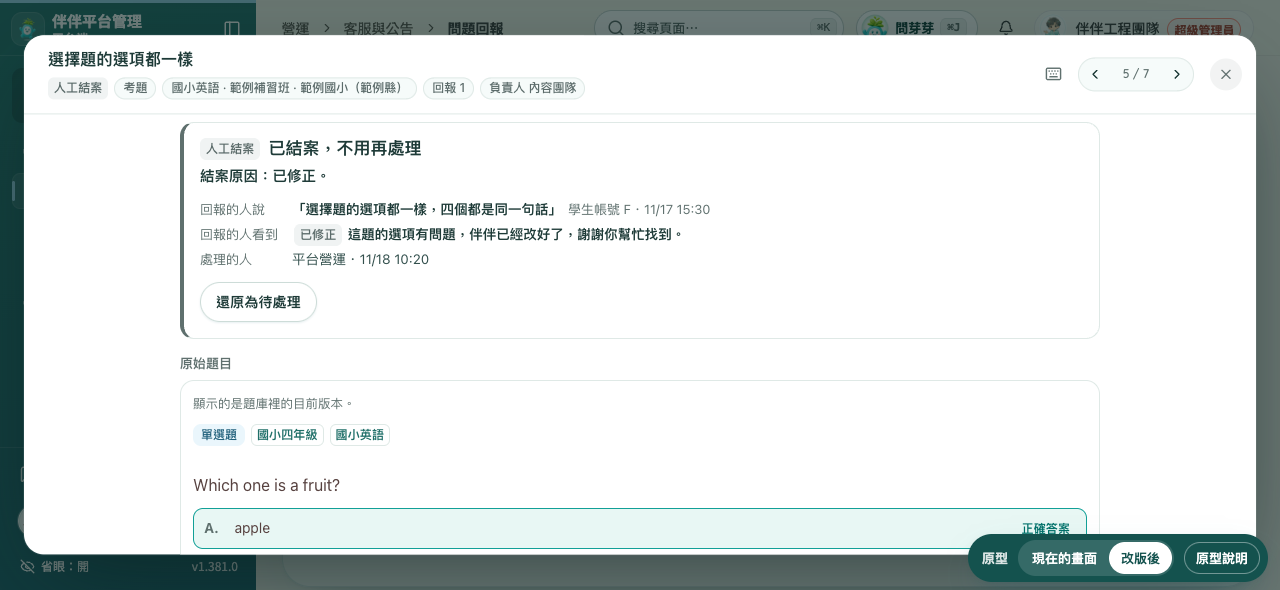 伴伴平台管理
營運 › 客服與公告 › 問題回報
搜尋頁面… ⌘K
問芽芽 ⌘J
伴伴工程團隊 超級管理員
選擇題的選項都一樣
人工結案 考題 國小英語 · 範例補習班 · 範例國小（範例縣） 回報 1 負責人 內容團隊
5 / 7
人工結案 已結案，不用再處理
結案原因：已修正。
回報的人說 「選擇題的選項都一樣，四個都是同一句話」 學生帳號 F · 11/17 15:30
回報的人看到 已修正 這題的選項有問題，伴伴已經改好了，謝謝你幫忙找到。
處理的人 平台營運 · 11/18 10:20
還原為待處理
原始題目
顯示的是題庫裡的目前版本。
單選題 國小四年級 國小英語
Which one is a fruit?
A. apple 正確答案
原型 現在的畫面 改版後 原型說明
省眼：開 v1.381.0